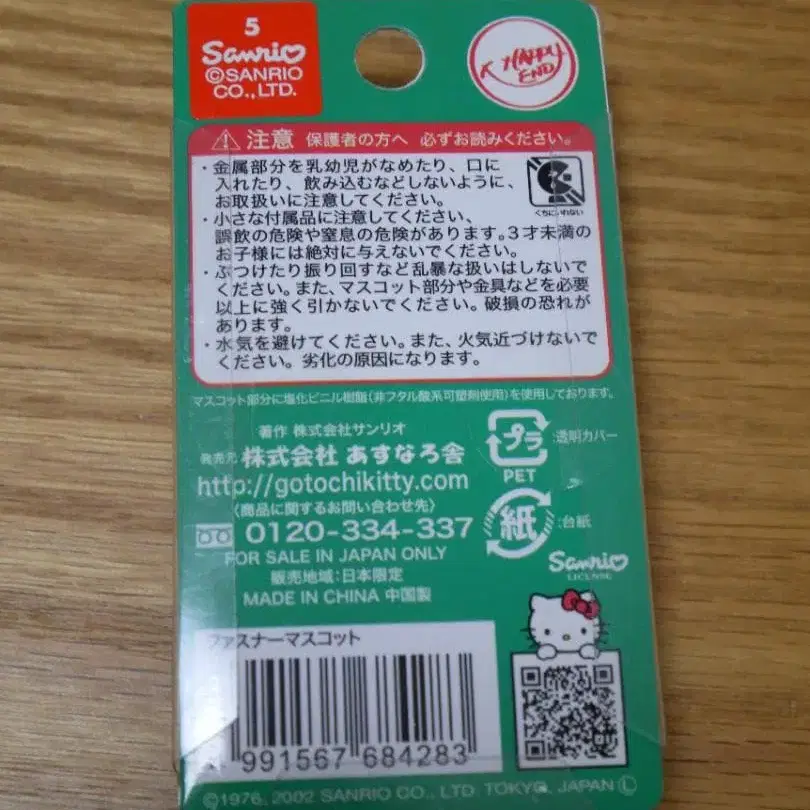 5
Sanrio
©SANRIO
CO.,LTD.
HAPPY
END
注意 保護者の方へ 必ずお読みください。
・金属部分を乳幼児がなめたり、口に
入れたり、飲み込むなどしないように、
お取扱いに注意してください。
くちにいれない
・小さな付属品に注意してください、
誤飲の危険や窒息の危険があります。3才未満の
お子様には絶対に与えないでください。
・ぶつけたり振り回すなど乱暴な扱いはしないで
ください。また、マスコット部分や金具などを必要
以上に強く引かないでください。破損の恐れが
あります。
・水気を避けてください。また、火気近づけないで
ください。劣化の原因になります。
マスコット部分に塩化ビニル樹脂(非フタル酸系可塑剤使用)を使用しております。
著作 株式会社サンリオ
発売元 株式会社 あすなろ舎
http://gotochikitty.com
〈商品に関するお問い合わせ先〉
0120-334-337
FOR SALE IN JAPAN ONLY
販売地域:日本限定
MADE IN CHINA 中国製
プラ :透明カバー
PET
紙 :台紙
Sanrio
LICENSE
ファスナーマスコット
991567 684283
©1976, 2002 SANRIO CO., LTD. TOKYO, JAPAN Ⓛ